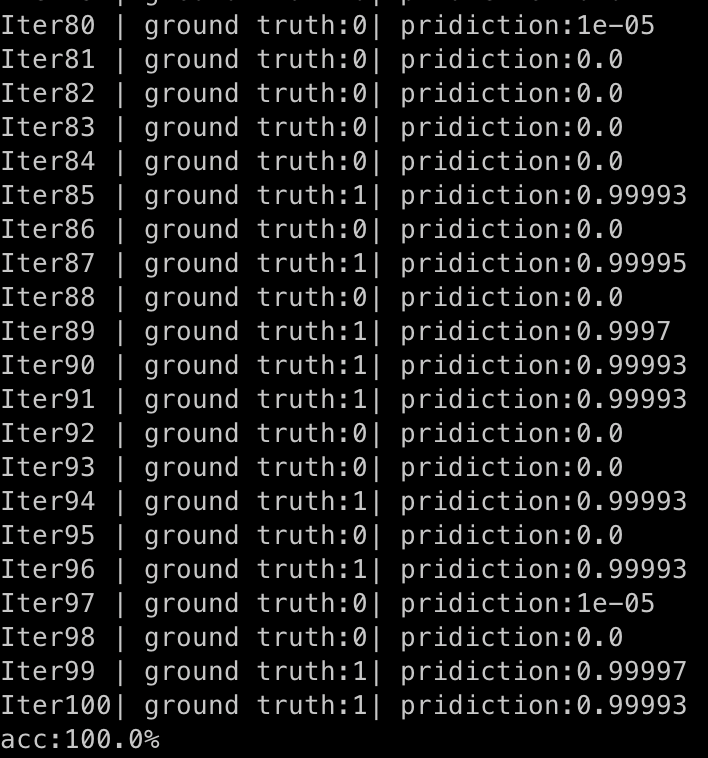 Iter80 | ground truth:0| pridiction:1e-05
Iter81 | ground truth:0| pridiction:0.0
Iter82 | ground truth:0| pridiction:0.0
Iter83 | ground truth:0| pridiction:0.0
Iter84 | ground truth:0| pridiction:0.0
Iter85 | ground truth:1| pridiction:0.99993
Iter86 | ground truth:0| pridiction:0.0
Iter87 | ground truth:1| pridiction:0.99995
Iter88 | ground truth:0| pridiction:0.0
Iter89 | ground truth:1| pridiction:0.9997
Iter90 | ground truth:1| pridiction:0.99993
Iter91 | ground truth:1| pridiction:0.99993
Iter92 | ground truth:0| pridiction:0.0
Iter93 | ground truth:0| pridiction:0.0
Iter94 | ground truth:1| pridiction:0.99993
Iter95 | ground truth:0| pridiction:0.0
Iter96 | ground truth:1| pridiction:0.99993
Iter97 | ground truth:0| pridiction:1e-05
Iter98 | ground truth:0| pridiction:0.0
Iter99 | ground truth:1| pridiction:0.99997
Iter100| ground truth:1| pridiction:0.99993
acc:100.0%